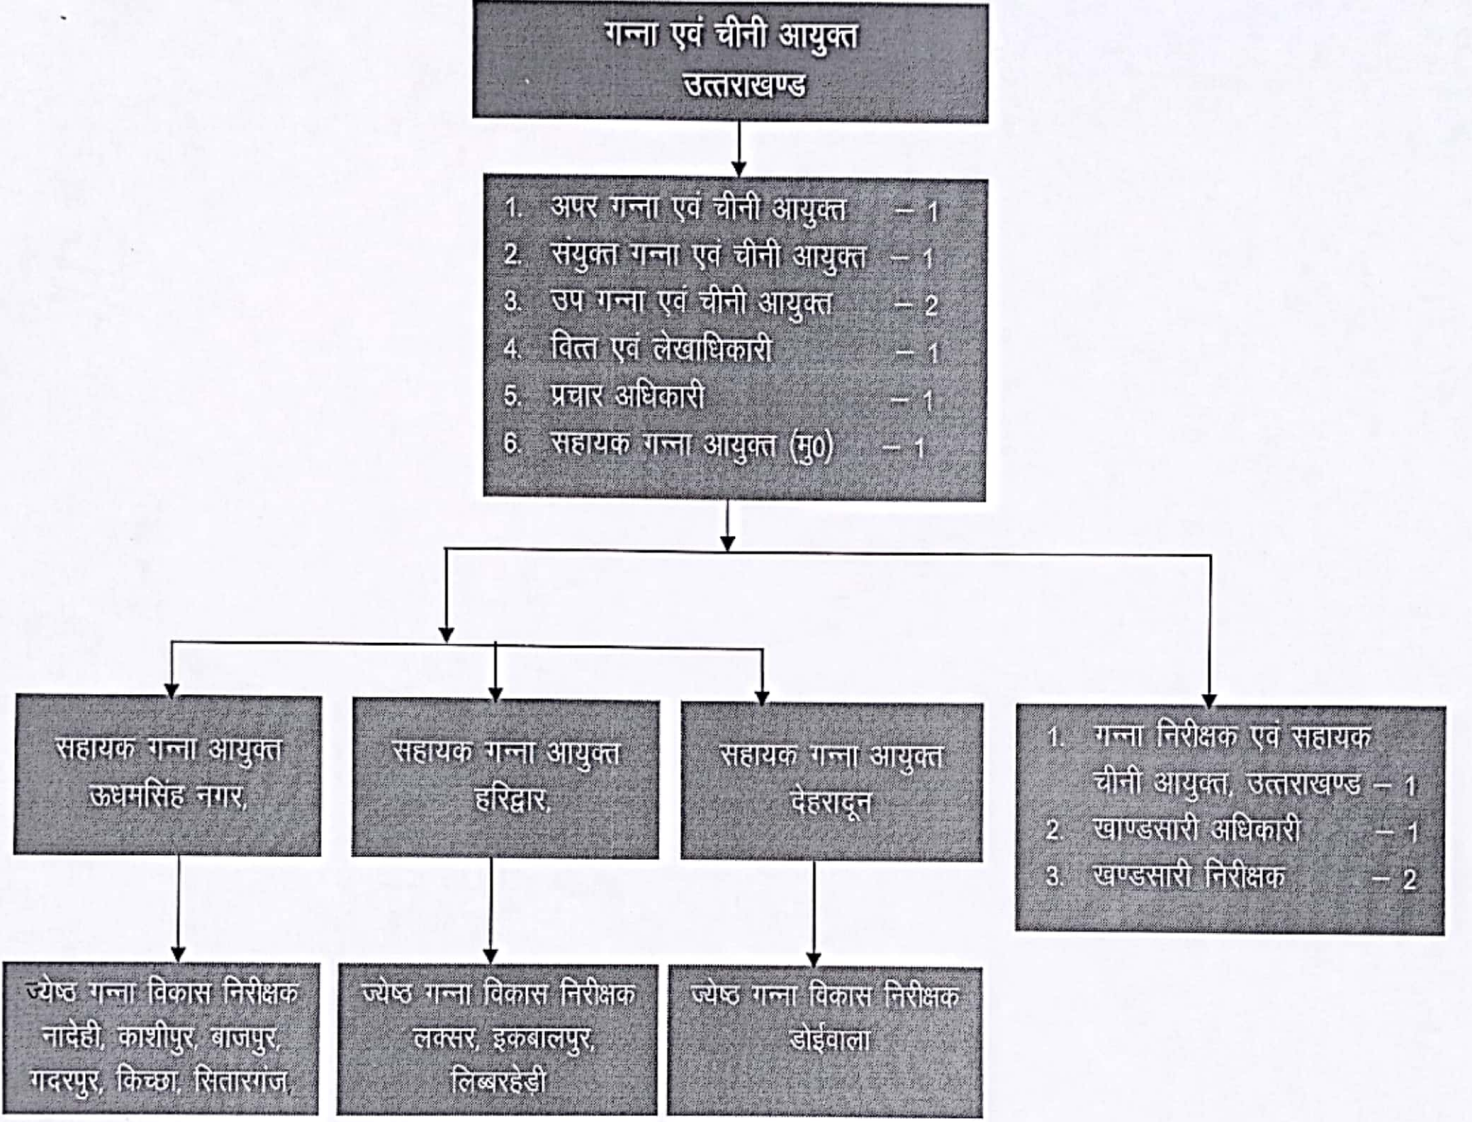 गन्ना एवं चीनी आयुक्त
उत्तराखण्ड
1. अपर गन्ना एवं चीनी आयुक्त – 1
2. संयुक्त गन्ना एवं चीनी आयुक्त – 1
3. उप गन्ना एवं चीनी आयुक्त – 2
4. वित्त एवं लेखाधिकारी – 1
5. प्रचार अधिकारी – 1
6. सहायक गन्ना आयुक्त (मु0) – 1
सहायक गन्ना आयुक्त
ऊधमसिंह नगर,
सहायक गन्ना आयुक्त
हरिद्वार,
सहायक गन्ना आयुक्त
देहरादून
1. गन्ना निरीक्षक एवं सहायक
चीनी आयुक्त, उत्तराखण्ड – 1
2. खाण्डसारी अधिकारी – 1
3. खण्डसारी निरीक्षक – 2
ज्येष्ठ गन्ना विकास निरीक्षक
नादेही, काशीपुर, बाजपुर,
गदरपुर, किच्छा, सितारगंज,
ज्येष्ठ गन्ना विकास निरीक्षक
लक्सर, इकबालपुर,
लिब्बरहेड़ी
ज्येष्ठ गन्ना विकास निरीक्षक
डोईवाला